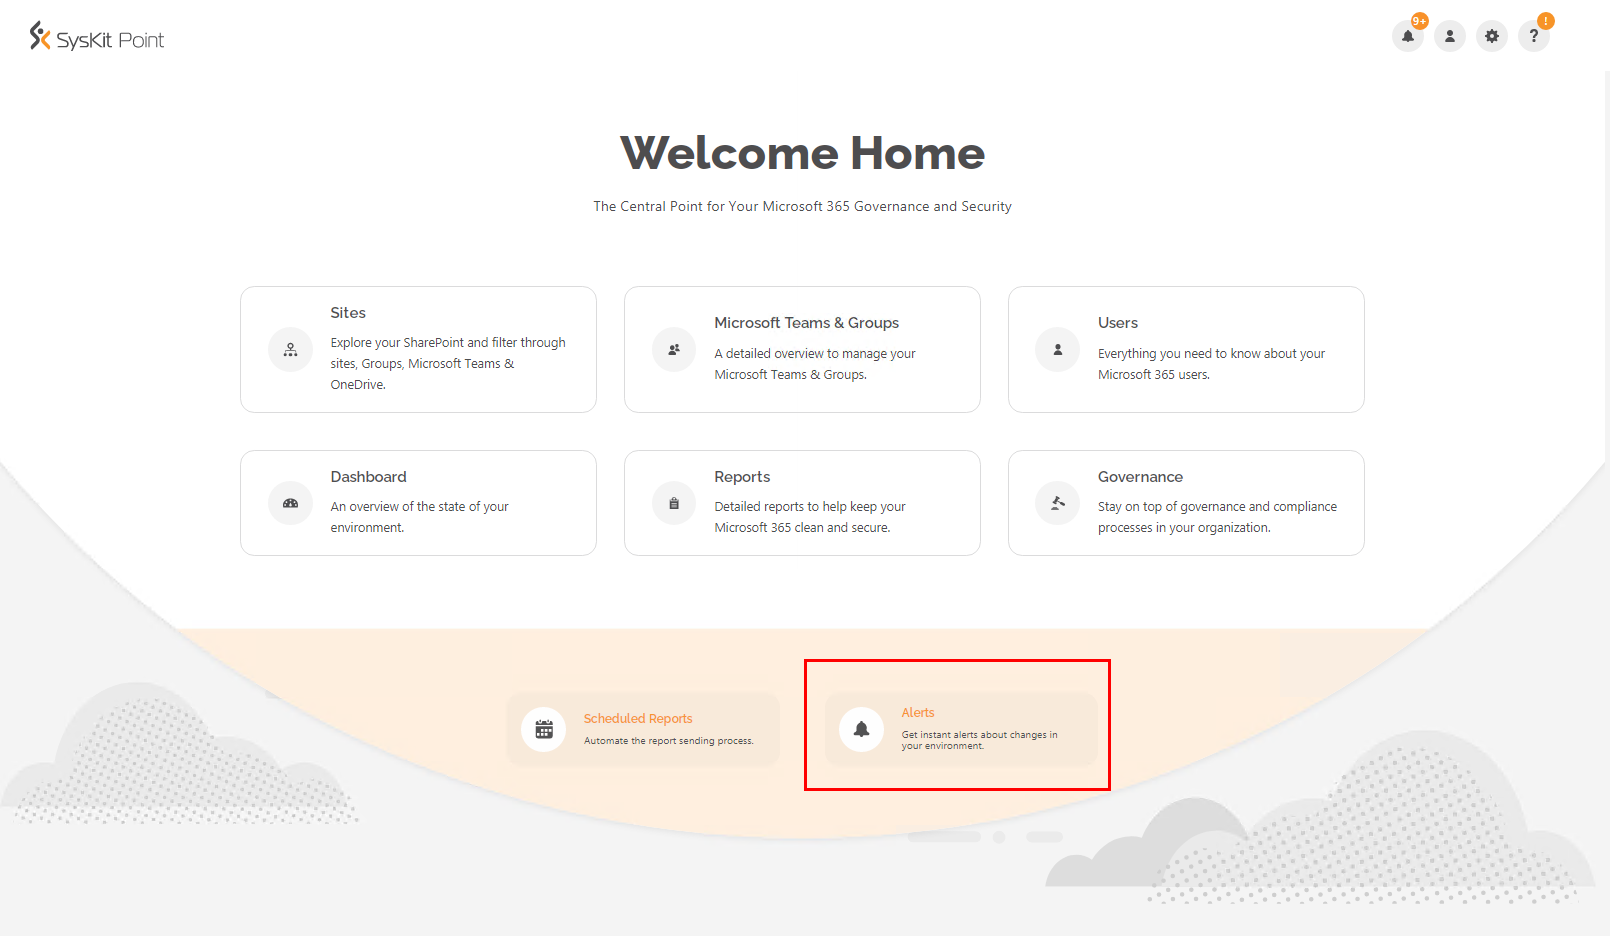 SysKit Point
9+
!
?
Welcome Home
The Central Point for Your Microsoft 365 Governance and Security
Sites
Explore your SharePoint and filter through
sites, Groups, Microsoft Teams &
OneDrive.
Microsoft Teams & Groups
A detailed overview to manage your
Microsoft Teams & Groups.
Users
Everything you need to know about your
Microsoft 365 users.
Dashboard
An overview of the state of your
environment.
Reports
Detailed reports to help keep your
Microsoft 365 clean and secure.
Governance
Stay on top of governance and compliance
processes in your organization.
Scheduled Reports
Automate the report sending process.
Alerts
Get instant alerts about changes in
your environment.